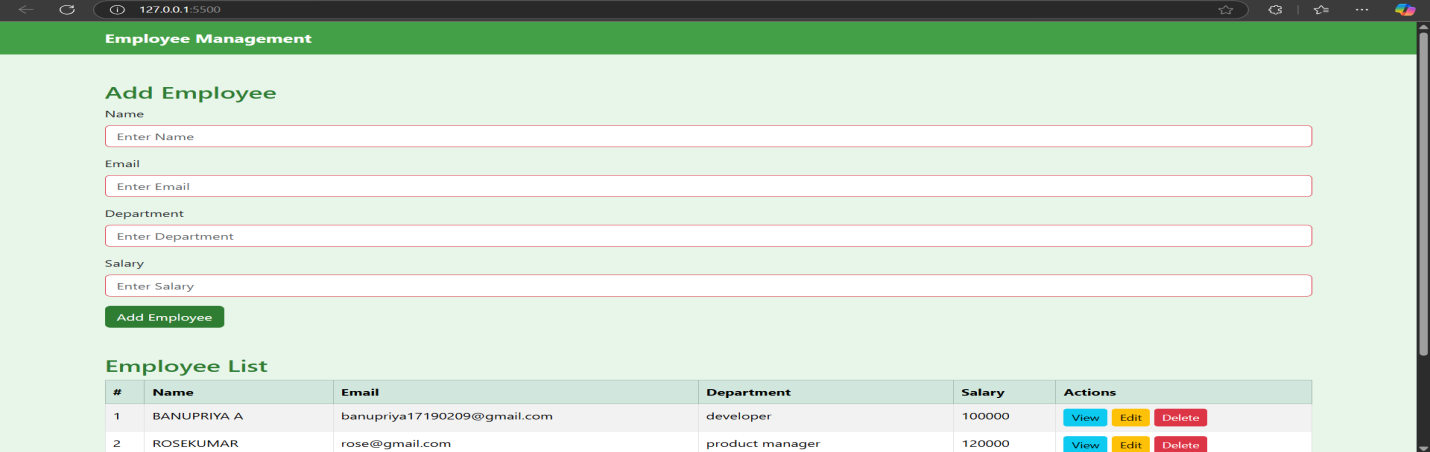 127.0.0.1:5500
Employee Management
Add Employee
Name
Enter Name
Email
Enter Email
Department
Enter Department
Salary
Enter Salary
Add Employee
Employee List
# Name Email Department Salary Actions
1 BANUPRIYA A banupriya17190209@gmail.com developer 100000 View Edit Delete
2 ROSEKUMAR rose@gmail.com product manager 120000 View Edit Delete